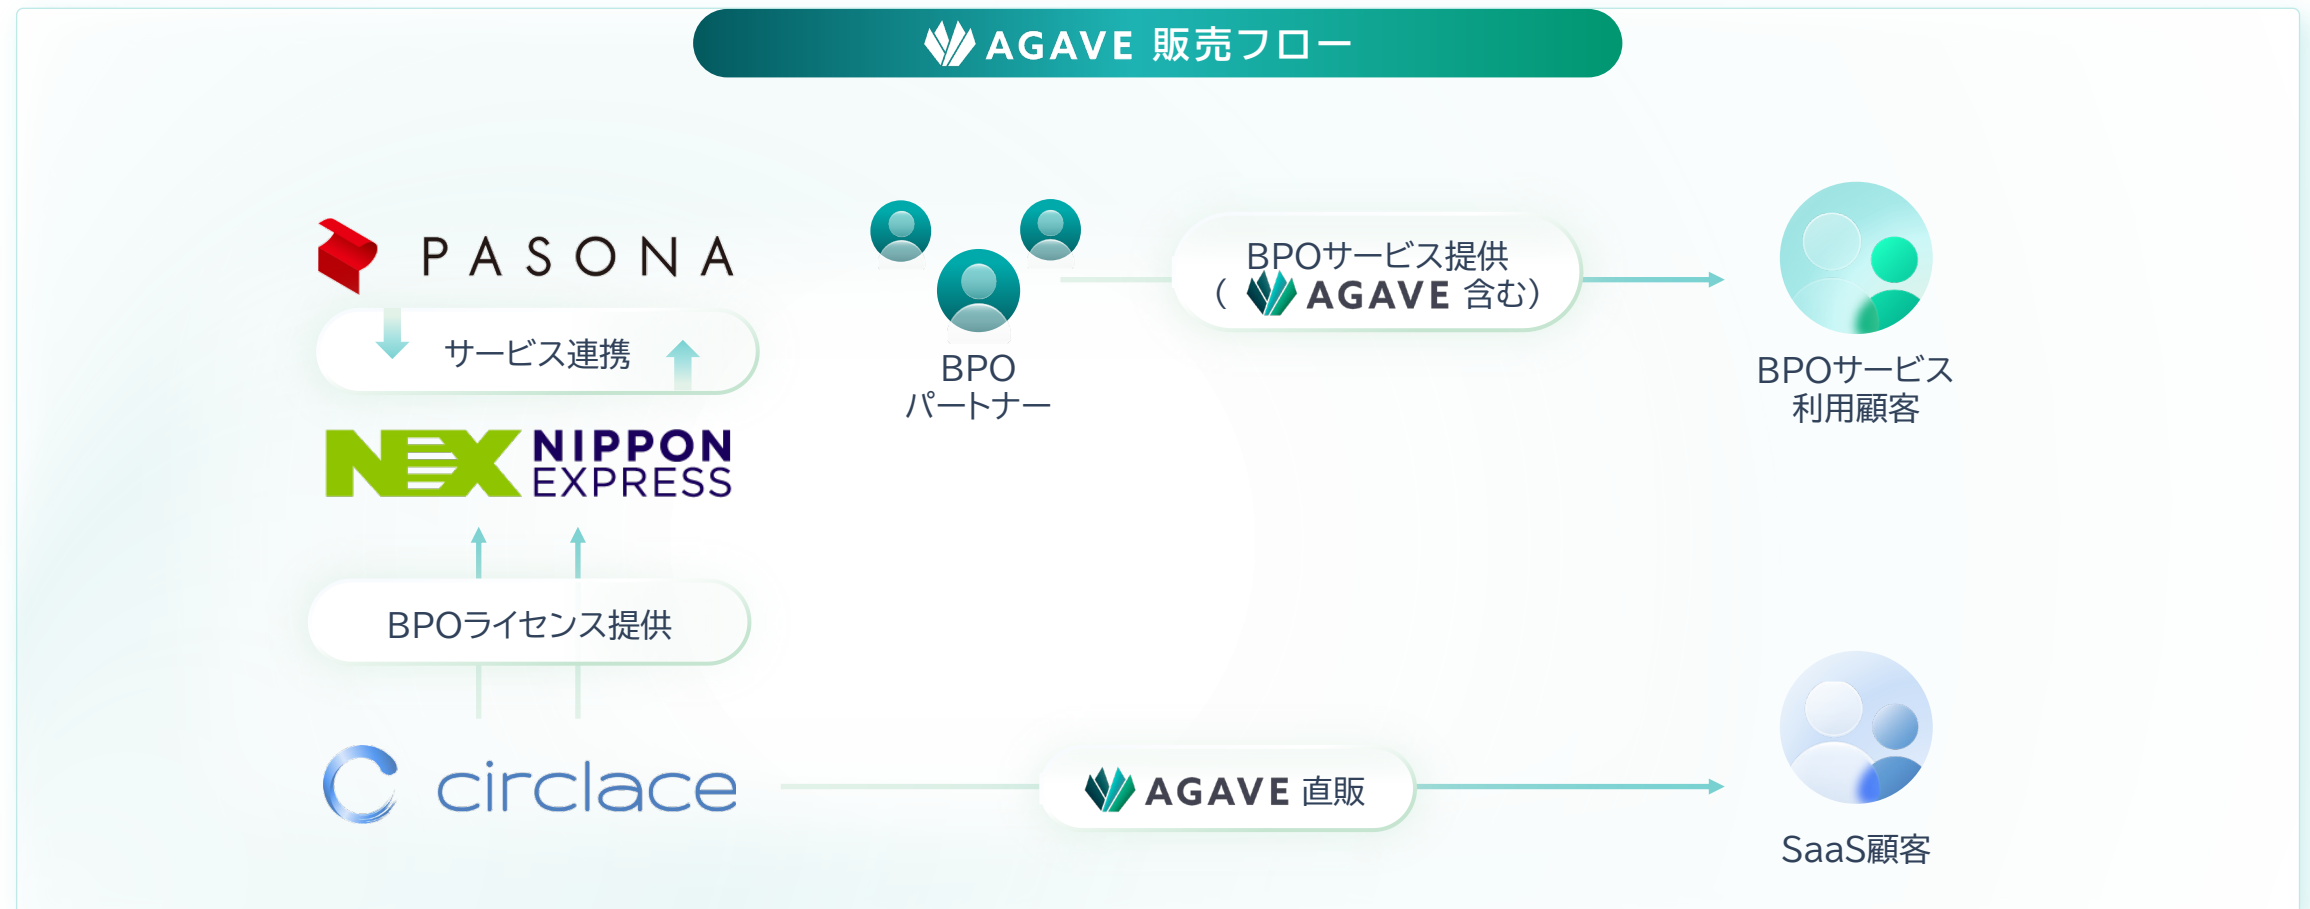 AGAVE 販売フロー
PASONA
サービス連携
NEX NIPPON
EXPRESS
BPOライセンス提供
circlace
BPO
パートナー
BPOサービス提供
( AGAVE 含む)
BPOサービス
利用顧客
AGAVE 直販
SaaS顧客